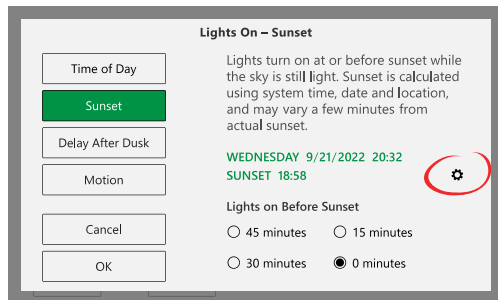 Lights On – Sunset
Time of Day
Sunset
Delay After Dusk
Motion
Cancel
OK
Lights turn on at or before sunset while
the sky is still light. Sunset is calculated
using system time, date and location,
and may vary a few minutes from
actual sunset.
WEDNESDAY 9/21/2022 20:32
SUNSET 18:58
Lights on Before Sunset
45 minutes
15 minutes
30 minutes
0 minutes